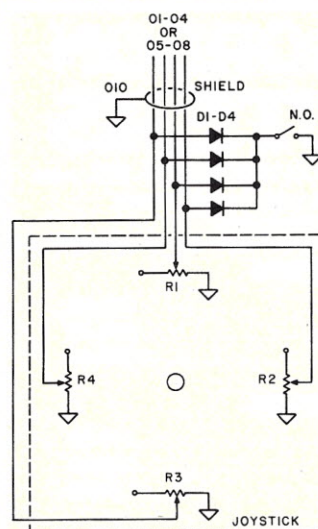 01-04
OR
05-08
010
SHIELD
D1-D4
N.O.
R1
R4
R2
R3
JOYSTICK